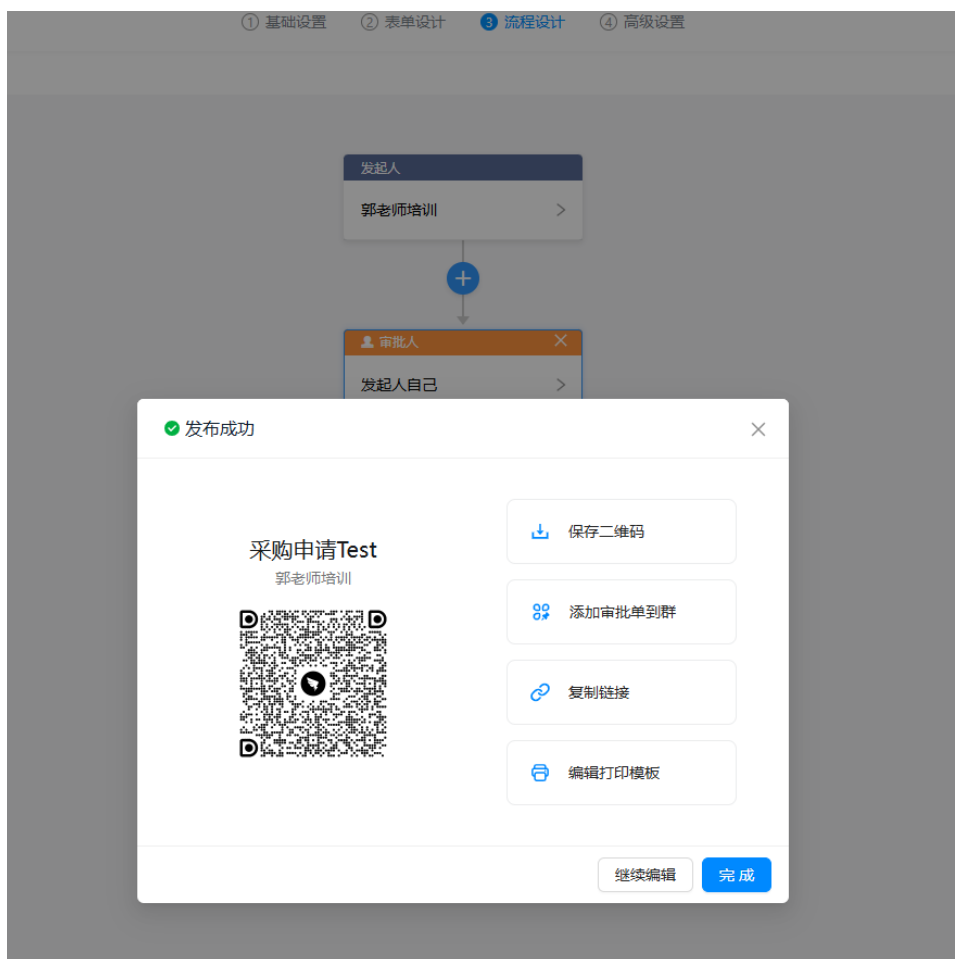 ① 基础设置 ② 表单设计 ③ 流程设计 ④ 高级设置
发起人
郭老师培训
审批人
发起人自己
发布成功
采购申请Test
郭老师培训
保存二维码
添加审批单到群
复制链接
编辑打印模板
继续编辑 完成